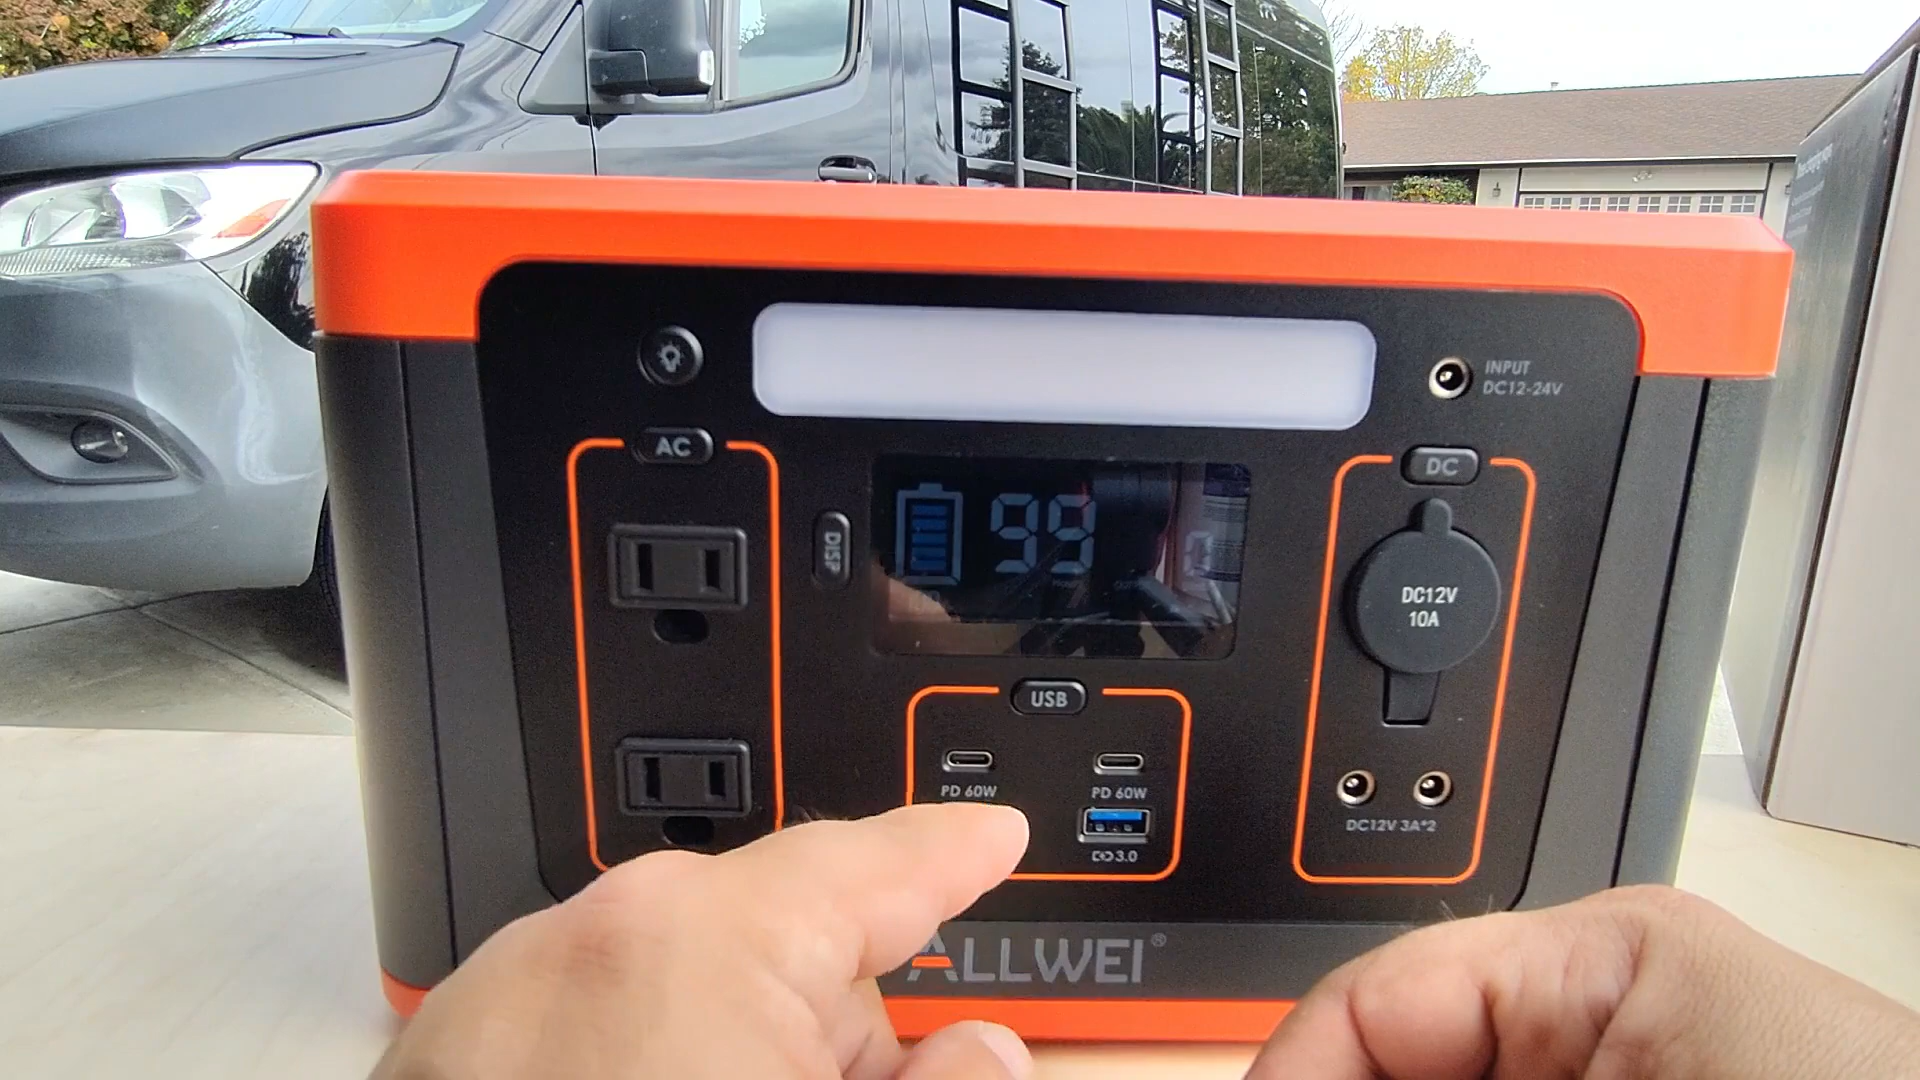 INPUT
DC12-24V
AC
DC
DISP
99
0
DC12V
10A
USB
PD 60W
PD 60W
3.0
DC12V 3A*2
ALLWEI®